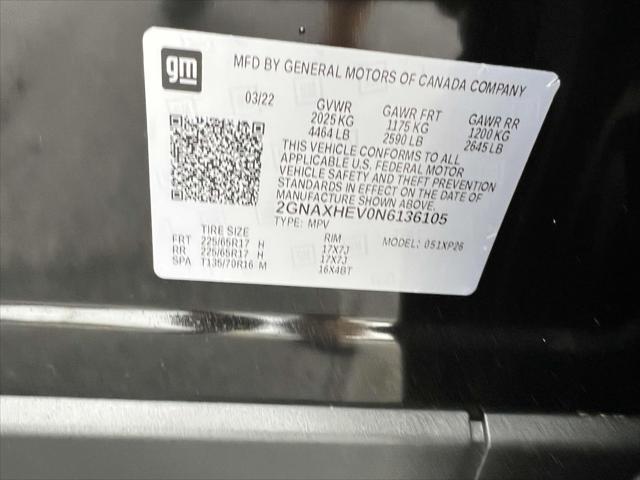 gm
MFD BY GENERAL MOTORS OF CANADA COMPANY
03/22
GVWR
2025 KG
4464 LB
GAWR FRT
1175 KG
2590 LB
GAWR RR
1200 KG
2645 LB
THIS VEHICLE CONFORMS TO ALL
APPLICABLE U.S. FEDERAL MOTOR
VEHICLE SAFETY, BUMPER, AND THEFT
PREVENTION STANDARDS IN EFFECT ON THE DATE OF
MANUFACTURE SHOWN ABOVE.
2GNAXHEV0N6136105
TYPE: MPV
MODEL: 051XP26
TIRE SIZE RIM
FRT 225/65R17 H 17X7J
RR 225/65R17 H 17X7J
SPA T135/70R16 M 16X4BT